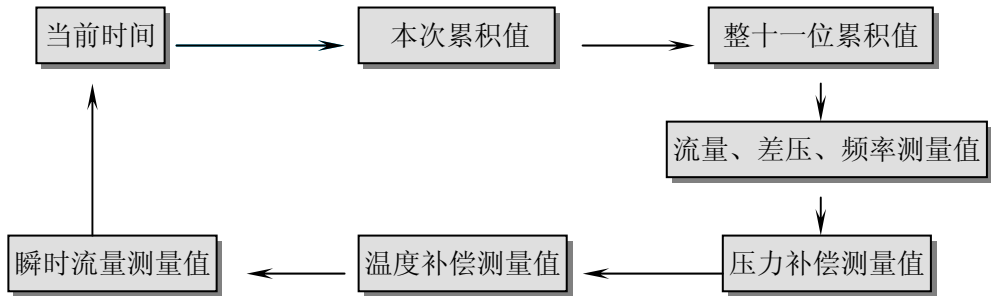 当前时间
本次累积值
整十一位累积值
流量、差压、频率测量值
压力补偿测量值
温度补偿测量值
瞬时流量测量值